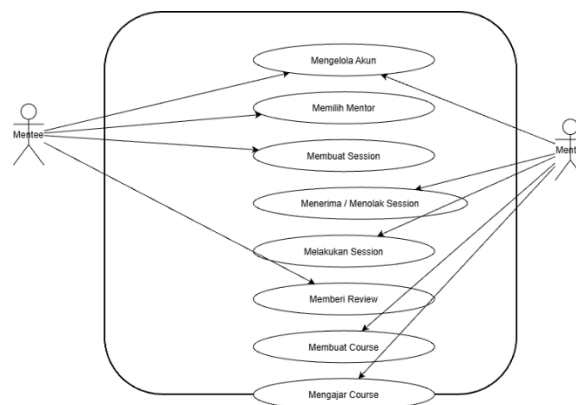 Mengelola Akun
Memilih Mentor
Mentee
Membuat Session
Menerima / Menolak Session
Melakukan Session
Memberi Review
Membuat Course
Mengajar Course